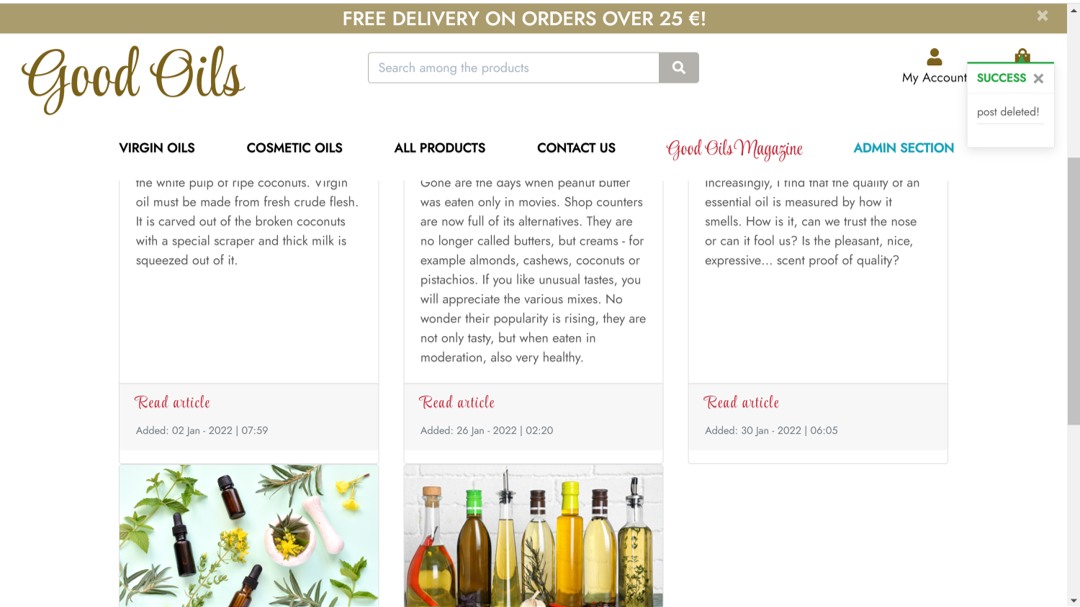 FREE DELIVERY ON ORDERS OVER 25 €!
Good Oils
Search among the products
My Account
SUCCESS
post deleted!
VIRGIN OILS
COSMETIC OILS
ALL PRODUCTS
CONTACT US
Good Oils Magazine
ADMIN SECTION
the white pulp of ripe coconuts. Virgin
oil must be made from fresh crude flesh.
It is carved out of the broken coconuts
with a special scraper and thick milk is
squeezed out of it.
Read article
Added: 02 Jan - 2022 | 07:59
Gone are the days when peanut butter
was eaten only in movies. Shop counters
are now full of its alternatives. They are
no longer called butters, but creams - for
example almonds, cashews, coconuts or
pistachios. If you like unusual tastes, you
will appreciate the various mixes. No
wonder their popularity is rising, they are
not only tasty, but when eaten in
moderation, also very healthy.
Read article
Added: 26 Jan - 2022 | 02:20
Increasingly, I find that the quality of an
essential oil is measured by how it
smells. How is it, can we trust the nose
or can it fool us? Is the pleasant, nice,
expressive... scent proof of quality?
Read article
Added: 30 Jan - 2022 | 06:05